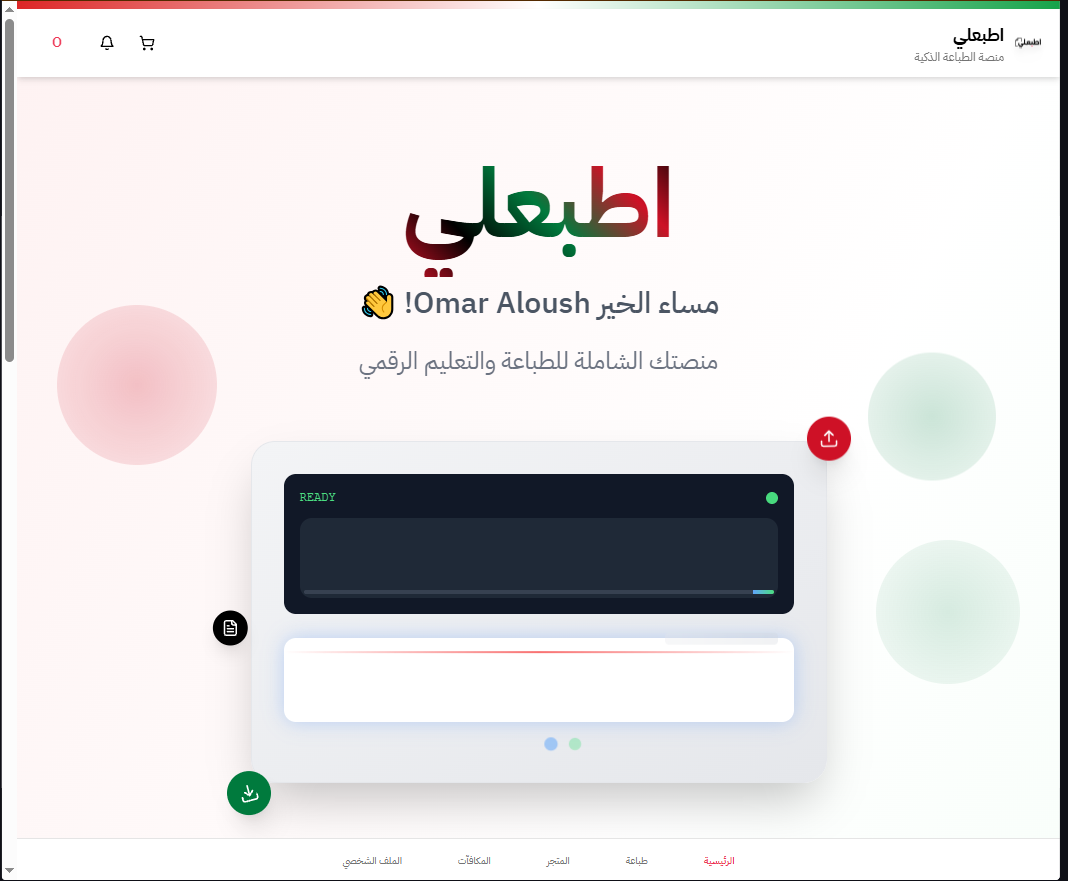 اطبعلي
اطبعلي
منصة الطباعة الذكية
O
اطبعلي
مساء الخير Omar Aloush! 👋
منصتك الشاملة للطباعة والتعليم الرقمي
READY
الرئيسية
طباعة
المتجر
المكافآت
الملف الشخصي